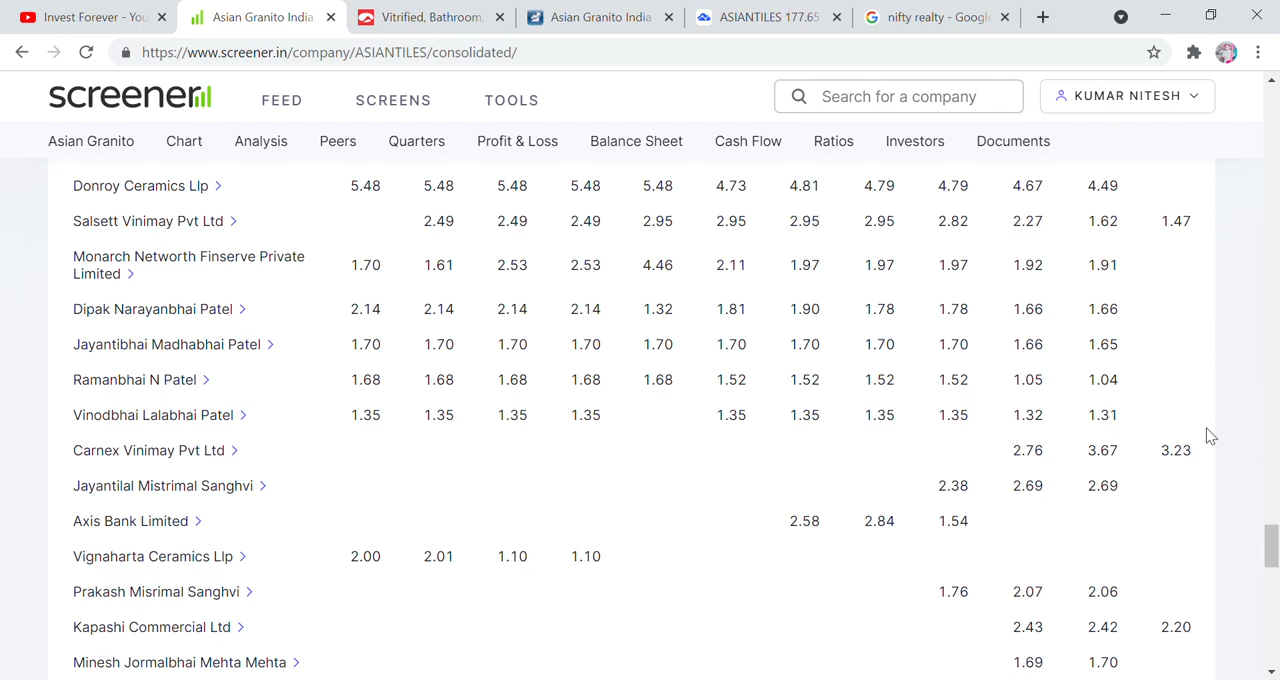 Invest Forever - You
Asian Granito India
Vitrified, Bathroom,
Asian Granito India
ASIANTILES 177.65
nifty realty - Google
https://www.screener.in/company/ASIANTILES/consolidated/
screener
FEED
SCREENS
TOOLS
Search for a company
KUMAR NITESH
Asian Granito
Chart
Analysis
Peers
Quarters
Profit & Loss
Balance Sheet
Cash Flow
Ratios
Investors
Documents
Donroy Ceramics Llp 5.48 5.48 5.48 5.48 5.48 4.73 4.81 4.79 4.79 4.67 4.49
Salsett Vinimay Pvt Ltd 2.49 2.49 2.49 2.95 2.95 2.95 2.95 2.82 2.27 1.62 1.47
Monarch Networth Finserve Private
Limited 1.70 1.61 2.53 2.53 4.46 2.11 1.97 1.97 1.97 1.92 1.91
Dipak Narayanbhai Patel 2.14 2.14 2.14 2.14 1.32 1.81 1.90 1.78 1.78 1.66 1.66
Jayantibhai Madhabhai Patel 1.70 1.70 1.70 1.70 1.70 1.70 1.70 1.70 1.70 1.66 1.65
Ramanbhai N Patel 1.68 1.68 1.68 1.68 1.68 1.52 1.52 1.52 1.52 1.05 1.04
Vinodbhai Lalabhai Patel 1.35 1.35 1.35 1.35 1.35 1.35 1.35 1.35 1.32 1.31
Carnex Vinimay Pvt Ltd 2.76 3.67 3.23
Jayantilal Mistrimal Sanghvi 2.38 2.69 2.69
Axis Bank Limited 2.58 2.84 1.54
Vignaharta Ceramics Llp 2.00 2.01 1.10 1.10
Prakash Misrimal Sanghvi 1.76 2.07 2.06
Kapashi Commercial Ltd 2.43 2.42 2.20
Minesh Jormalbhai Mehta Mehta 1.69 1.70